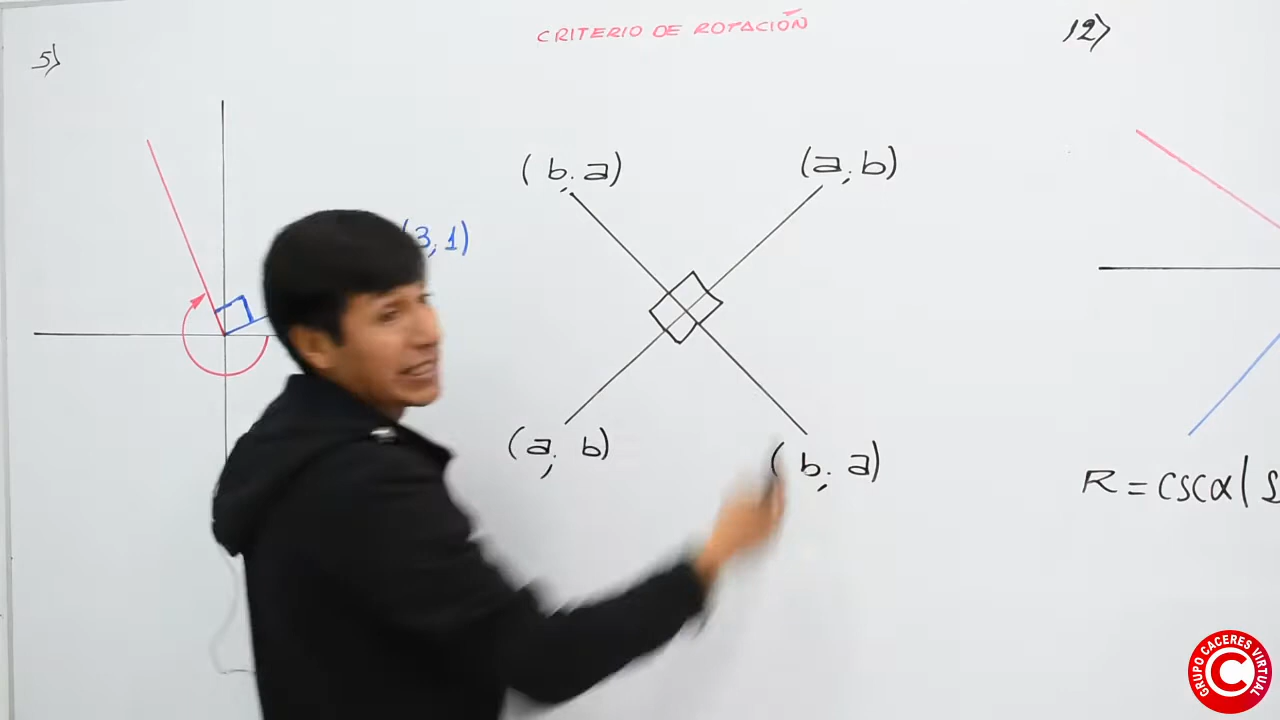 5)
CRITERIO DE ROTACIÓN
12)
(b; a)
(a; b)
(3, 1)
(a; b)
(b; a)
R = cscα(
GRUPO CACERES VIRTUAL
C